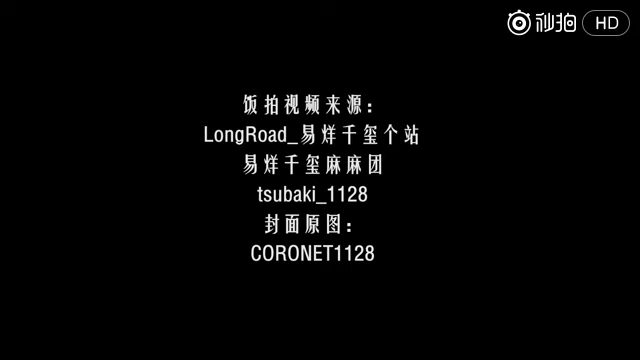 秒拍 HD
饭拍视频来源：
LongRoad_易烊千玺个站
易烊千玺麻麻团
tsubaki_1128
封面原图：
CORONET1128